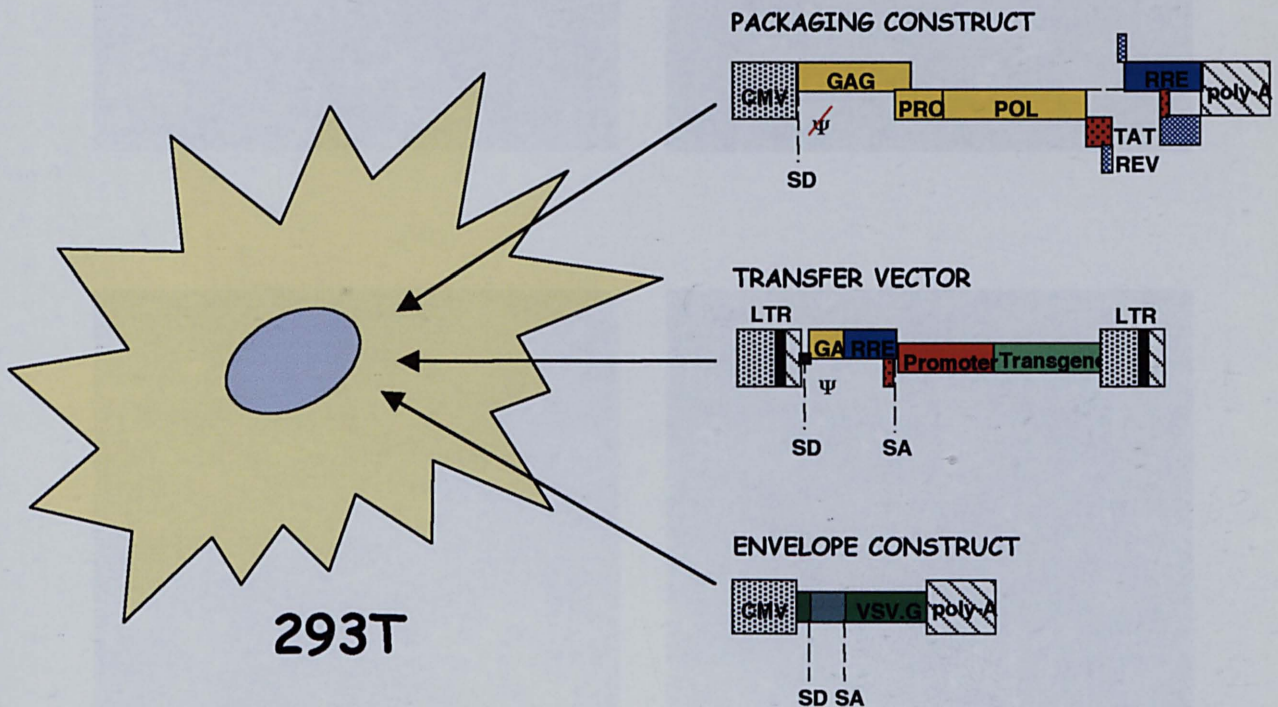 PACKAGING CONSTRUCT
CMV GAG RRE poly-A
PRO POL
Ψ
TAT
REV
SD
TRANSFER VECTOR
LTR LTR
GA RRE Promoter Transgene
Ψ
SD SA
ENVELOPE CONSTRUCT
CMV VSV.G poly-A
SD SA
293T